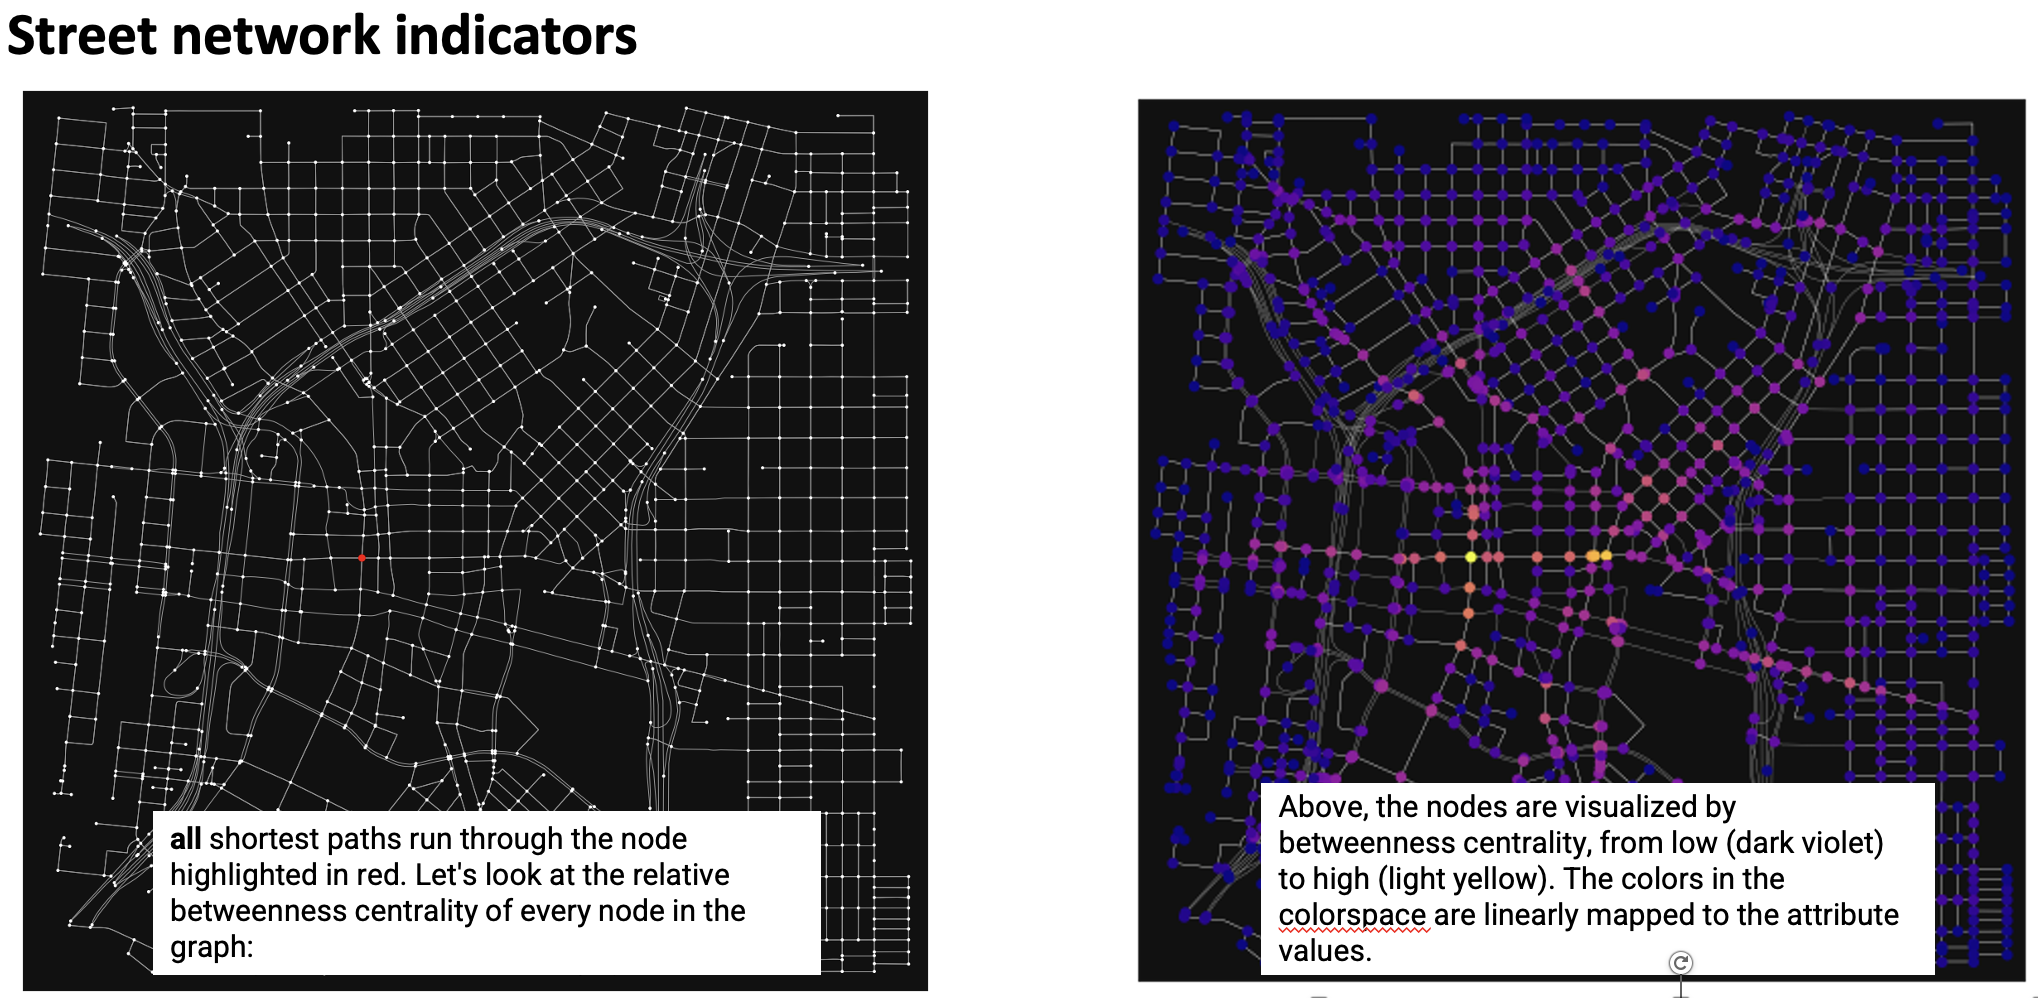 Street network indicators
all shortest paths run through the node
highlighted in red. Let's look at the relative
betweenness centrality of every node in the
graph:
Above, the nodes are visualized by
betweenness centrality, from low (dark violet)
to high (light yellow). The colors in the
colorspace are linearly mapped to the attribute
values.